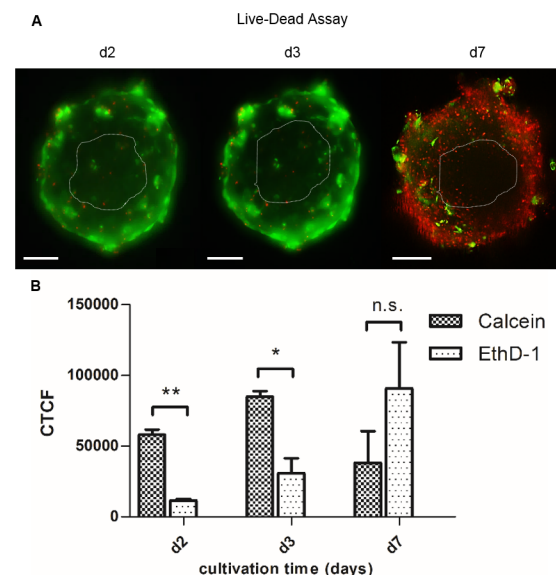 A
Live-Dead Assay
d2 d3 d7
B
150000
100000
50000
0
CTCF
** * n.s.
Calcein
EthD-1
d2 d3 d7
cultivation time (days)